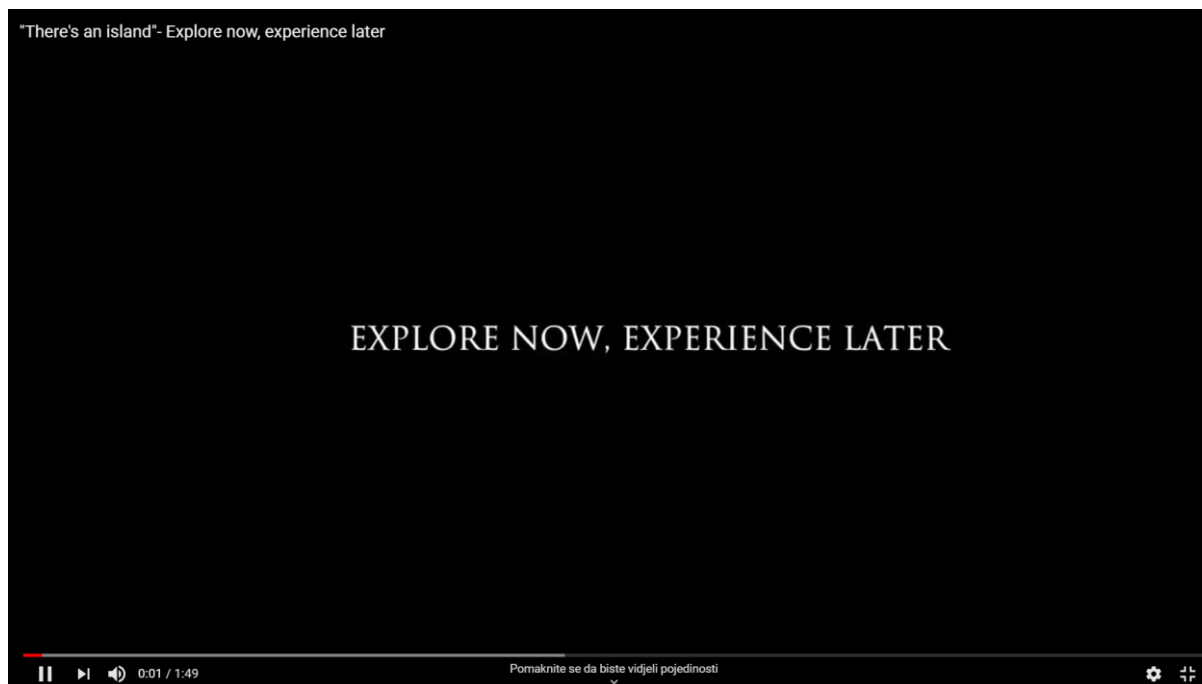 "There's an island"- Explore now, experience later
EXPLORE NOW, EXPERIENCE LATER
0:01 / 1:49
Pomaknite se da biste vidjeli pojedinosti